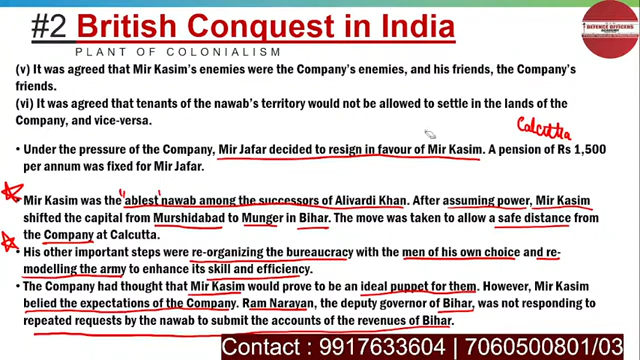 #2 British Conquest in India
PLANT OF COLONIALISM
DEFENCE OFFICERS
ACADEMY
(v) It was agreed that Mir Kasim's enemies were the Company's enemies, and his friends, the Company's
friends.
(vi) It was agreed that tenants of the nawab's territory would not be allowed to settle in the lands of the
Company, and vice-versa.
Calcutta
• Under the pressure of the Company, Mir Jafar decided to resign in favour of Mir Kasim. A pension of Rs 1,500
per annum was fixed for Mir Jafar.
• Mir Kasim was the "ablest" nawab among the successors of Alivardi Khan. After assuming power, Mir Kasim
shifted the capital from Murshidabad to Munger in Bihar. The move was taken to allow a safe distance from
the Company at Calcutta.
• His other important steps were re-organizing the bureaucracy with the men of his own choice and re-
modelling the army to enhance its skill and efficiency.
• The Company had thought that Mir Kasim would prove to be an ideal puppet for them. However, Mir Kasim
belied the expectations of the Company. Ram Narayan, the deputy governor of Bihar, was not responding to
repeated requests by the nawab to submit the accounts of the revenues of Bihar.
Contact : 9917633604 | 7060500801/03